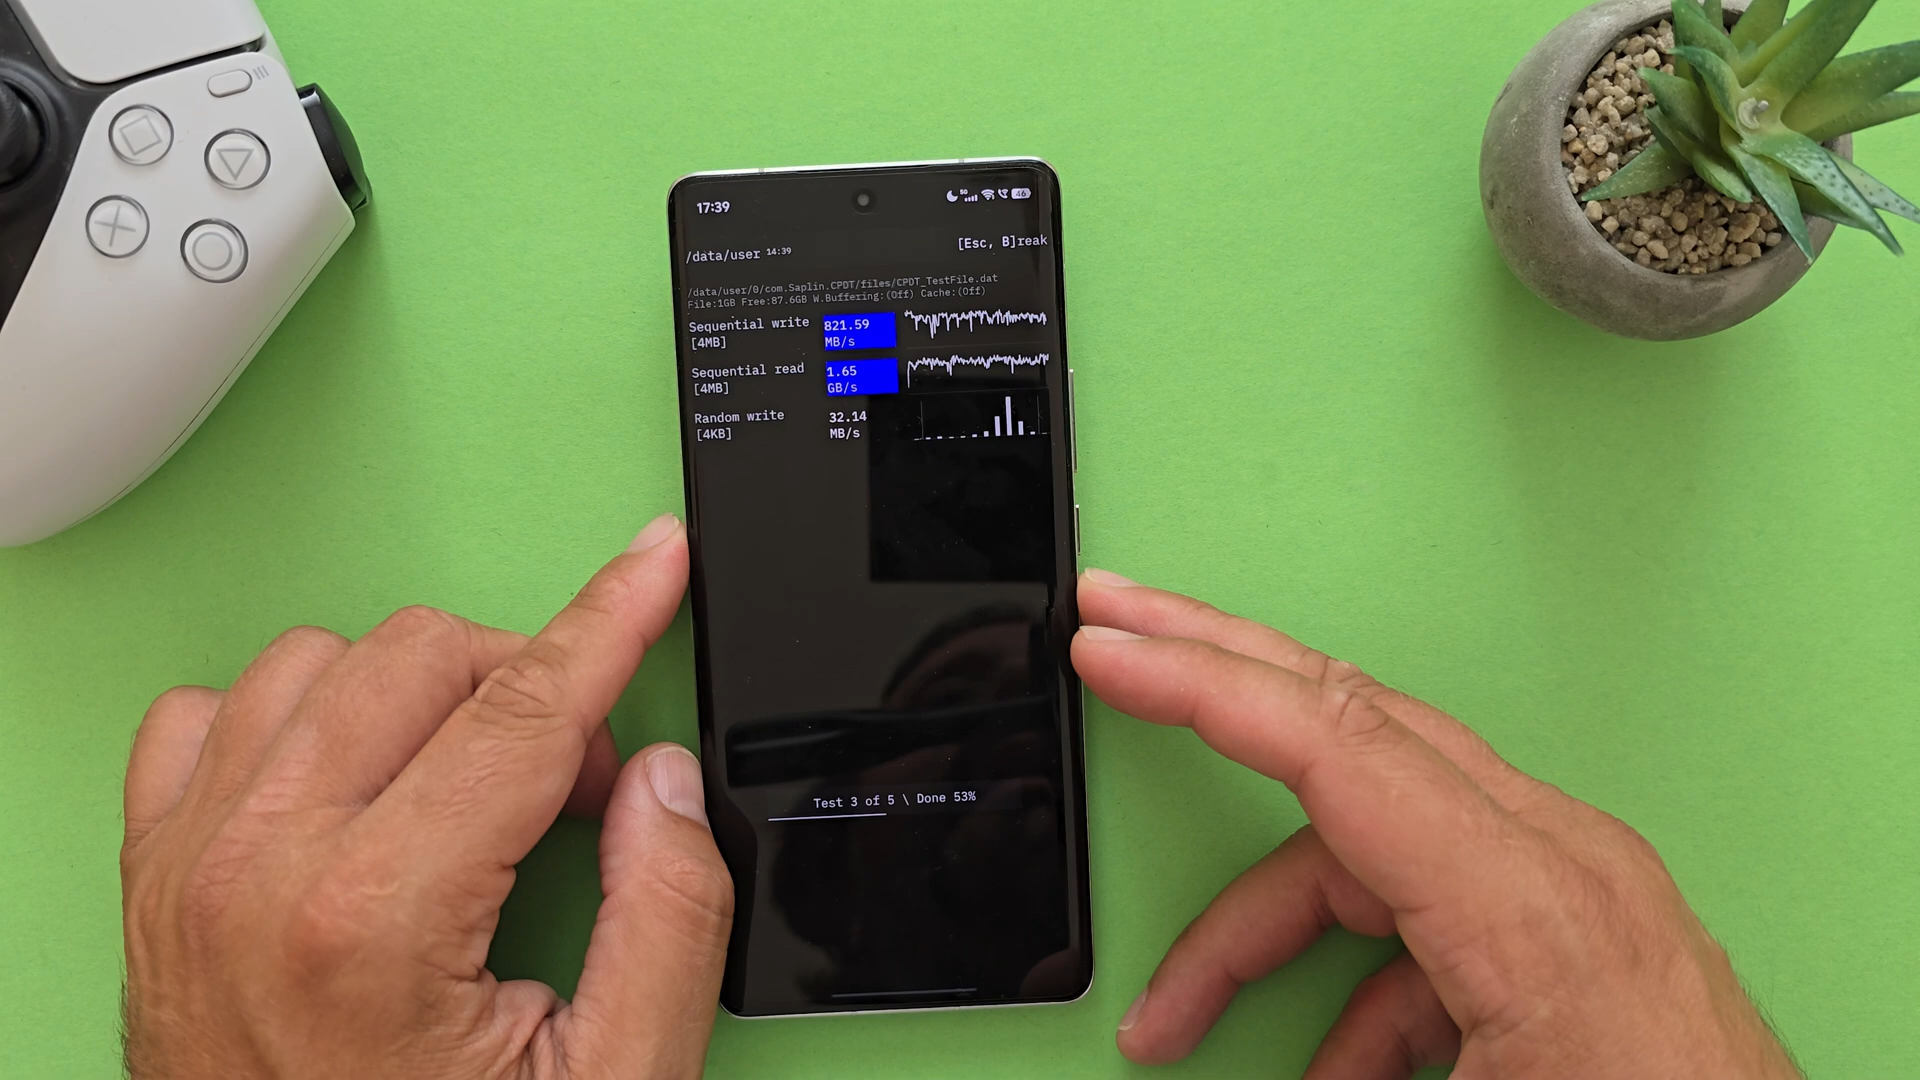 17:39
5G
46
/data/user 14:39
[Esc, B]reak
/data/user/0/com.Saplin.CPDT/files/CPDT_TestFile.dat
File:1GB Free:87.6GB W.Buffering:(Off) Cache:(Off)
Sequential write
[4MB]
821.59
MB/s
Sequential read
[4MB]
1.65
GB/s
Random write
[4KB]
32.14
MB/s
Test 3 of 5 \ Done 53%